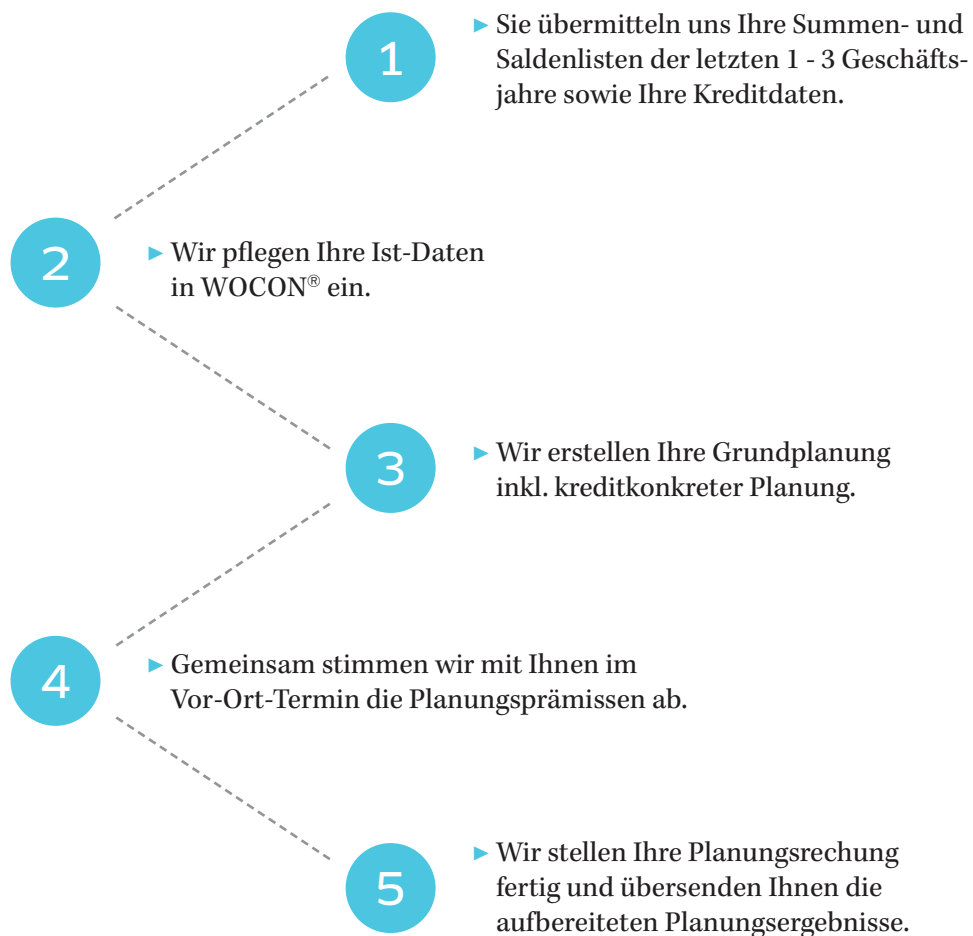 1
► Sie übermitteln uns Ihre Summen- und
Saldenlisten der letzten 1 - 3 Geschäfts-
jahre sowie Ihre Kreditdaten.
2
► Wir pflegen Ihre Ist-Daten
in WOCON® ein.
3
► Wir erstellen Ihre Grundplanung
inkl. kreditkonkreter Planung.
4
► Gemeinsam stimmen wir mit Ihnen im
Vor-Ort-Termin die Planungsprämissen ab.
5
► Wir stellen Ihre Planungsrechung
fertig und übersenden Ihnen die
aufbereiteten Planungsergebnisse.